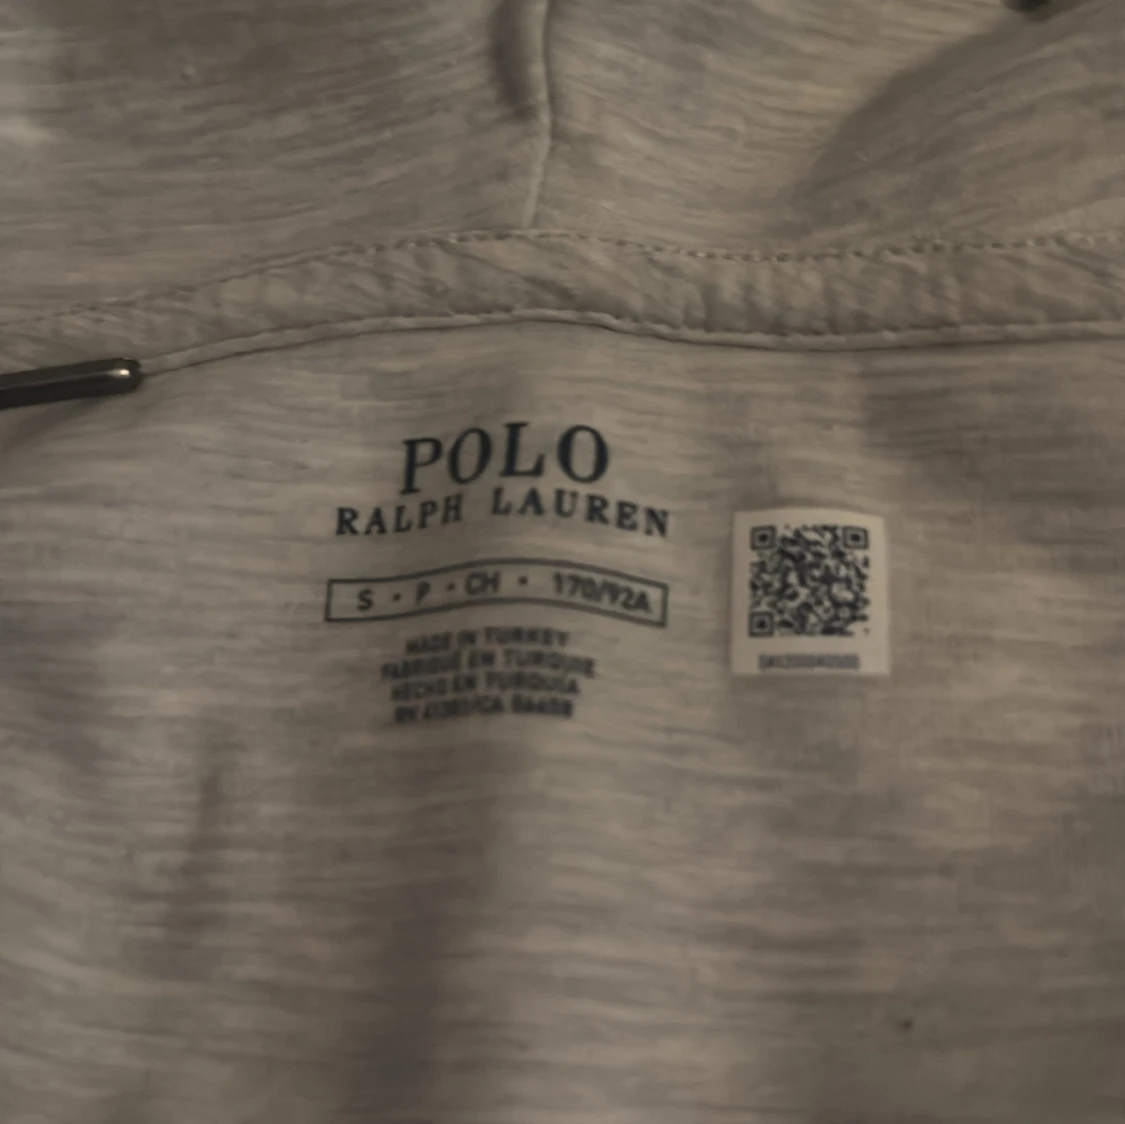 POLO
RALPH LAUREN
S • P • CH • 170/92A
MADE IN TURKEY
FABRIQUÉ EN TURQUIE
HECHO EN TURQUÍA